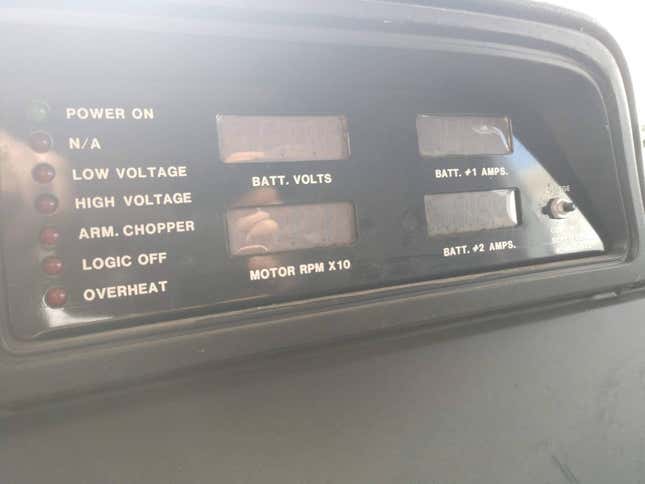 POWER ON
N/A
LOW VOLTAGE
HIGH VOLTAGE
ARM. CHOPPER
LOGIC OFF
OVERHEAT
BATT. VOLTS
MOTOR RPM X10
BATT. #1 AMPS.
BATT. #2 AMPS.